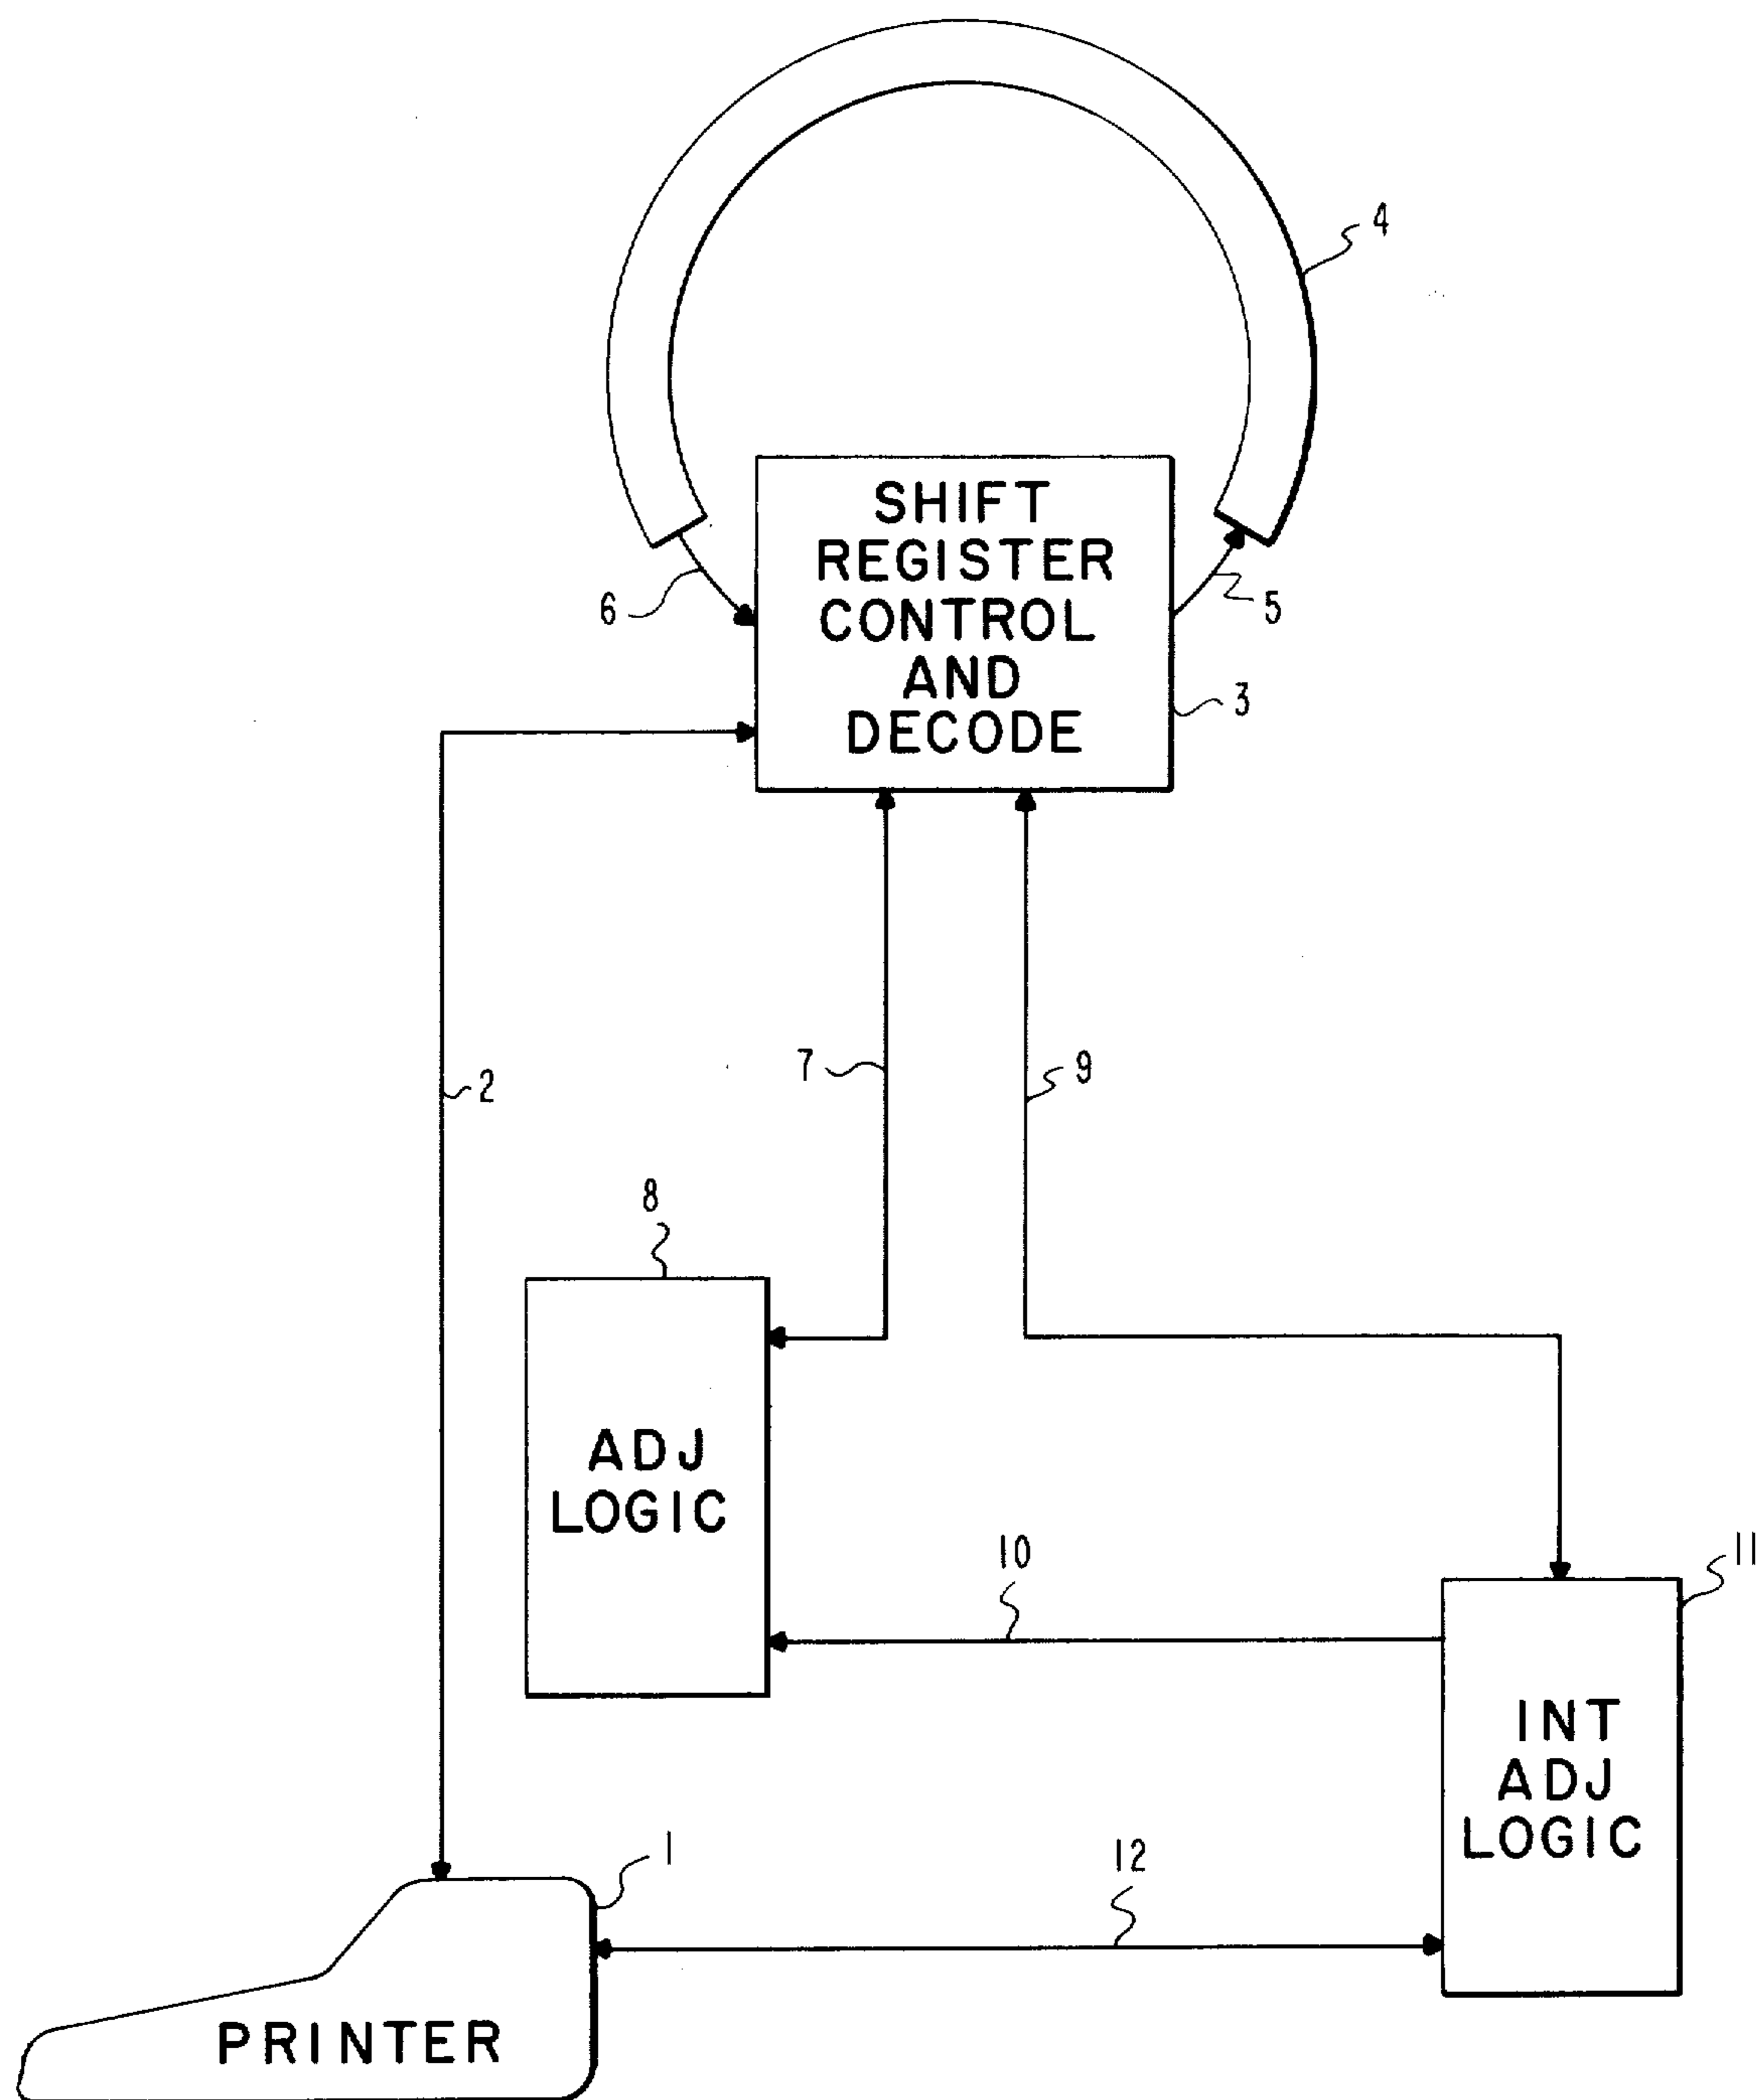 4
SHIFT
REGISTER
CONTROL
AND
DECODE
6
5
3
2
7
9
8
ADJ
LOGIC
10
11
INT
ADJ
LOGIC
1
12
PRINTER